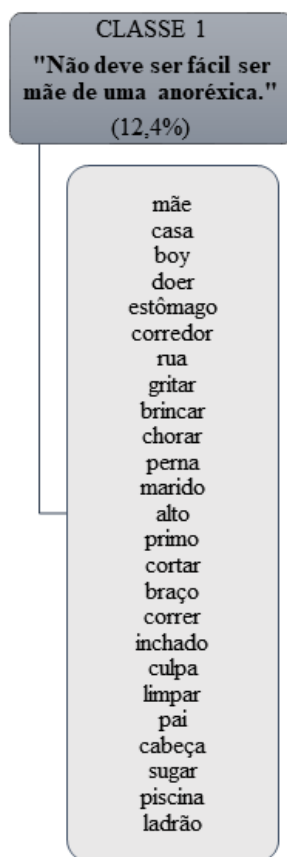 CLASSE 1
"Não deve ser fácil ser
mãe de uma anoréxica."
(12,4%)
mãe
casa
boy
doer
estômago
corredor
rua
gritar
brincar
chorar
perna
marido
alto
primo
cortar
braço
correr
inchado
culpa
limpar
pai
cabeça
sugar
piscina
ladrão